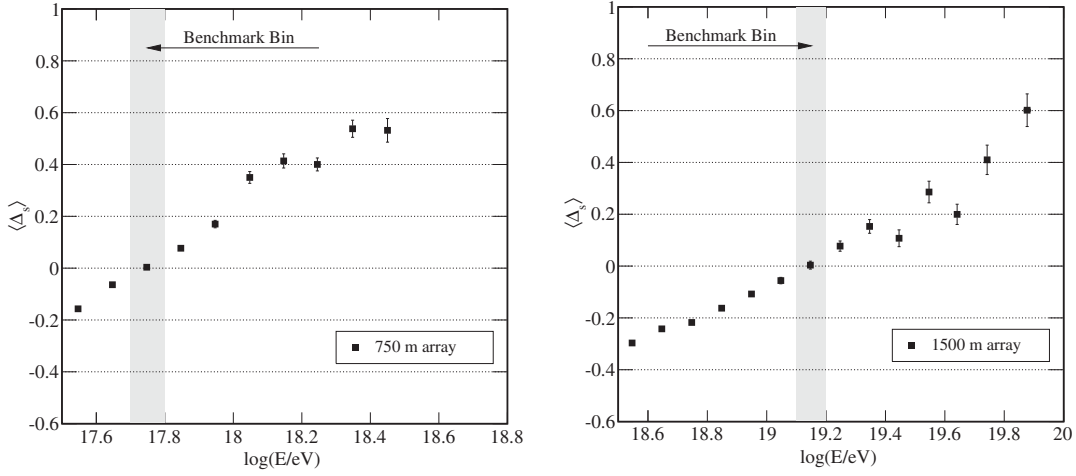 1
0.8
0.6
0.4
0.2
0
-0.2
-0.4
-0.6
⟨Δs⟩
Benchmark Bin
750 m array
17.6 17.8 18 18.2 18.4 18.6 18.8
log(E/eV)
1
0.8
0.6
0.4
0.2
0
-0.2
-0.4
-0.6
⟨Δs⟩
Benchmark Bin
1500 m array
18.6 18.8 19 19.2 19.4 19.6 19.8 20
log(E/eV)